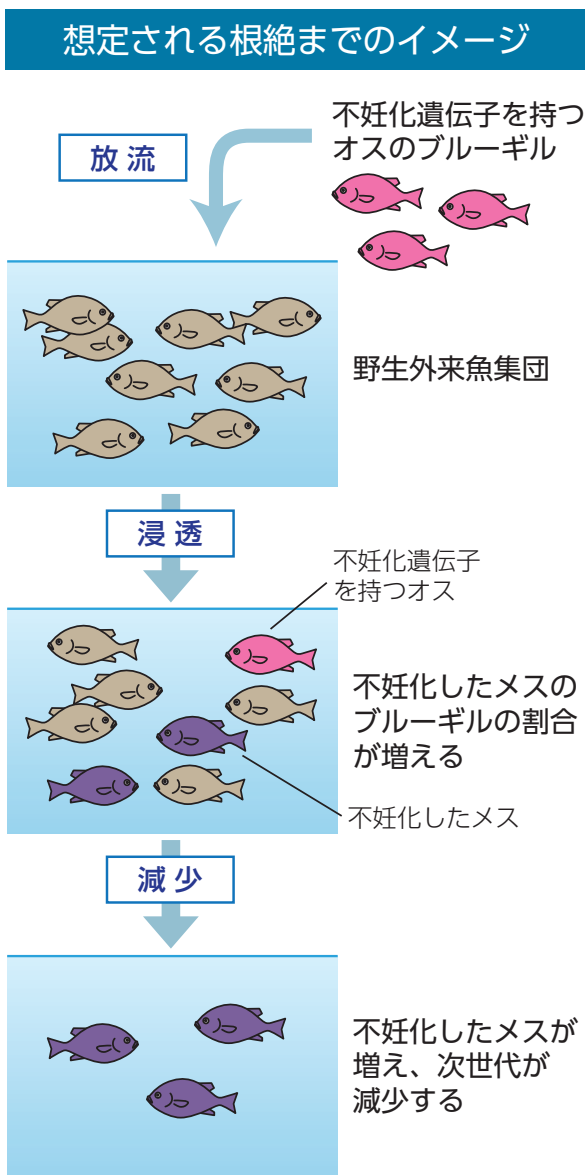 想定される根絶までのイメージ
不妊化遺伝子を持つ
オスのブルーギル
放流
野生外来魚集団
浸透
不妊化遺伝子
を持つオス
不妊化したメスの
ブルーギルの割合
が増える
不妊化したメス
減少
不妊化したメスが
増え、次世代が
減少する